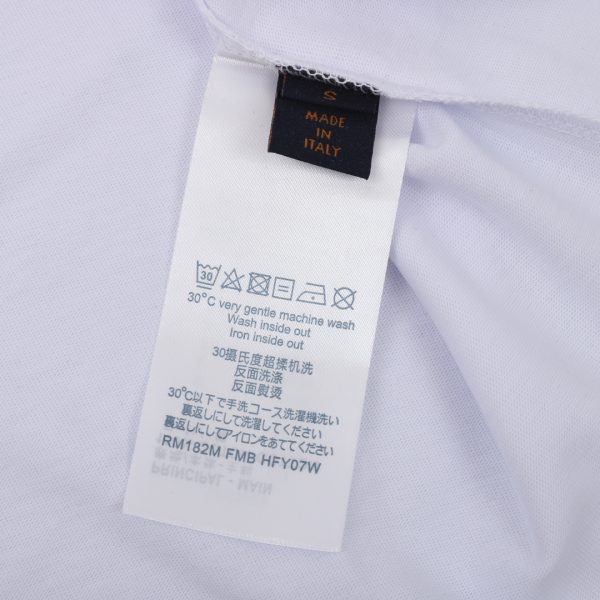 S
MADE
IN
ITALY
30
30°C very gentle machine wash
Wash inside out
Iron inside out
30摄氏度超揉机洗
反面洗涤
反面熨烫
30℃以下で手洗コース洗濯機洗い
裏返しにして洗濯してください
裏返しにしてアイロンをあててください
RM182M FMB HFY07W
PRINCIPAL - MAIN